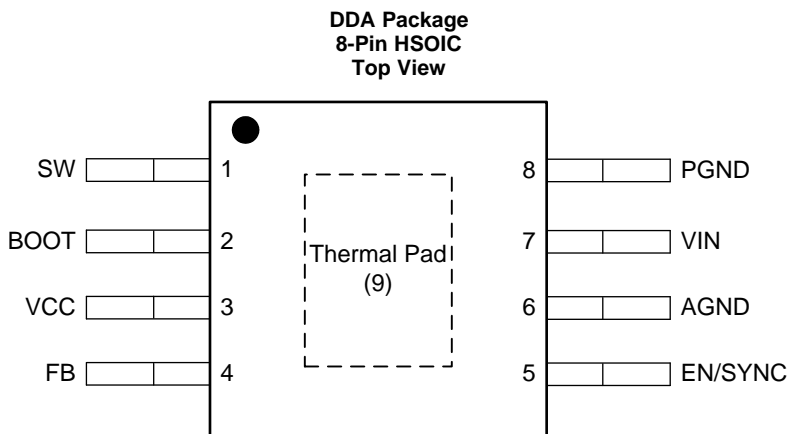 DDA Package
8-Pin HSOIC
Top View
SW 1 8 PGND
BOOT 2 7 VIN
Thermal Pad
(9)
VCC 3 6 AGND
FB 4 5 EN/SYNC